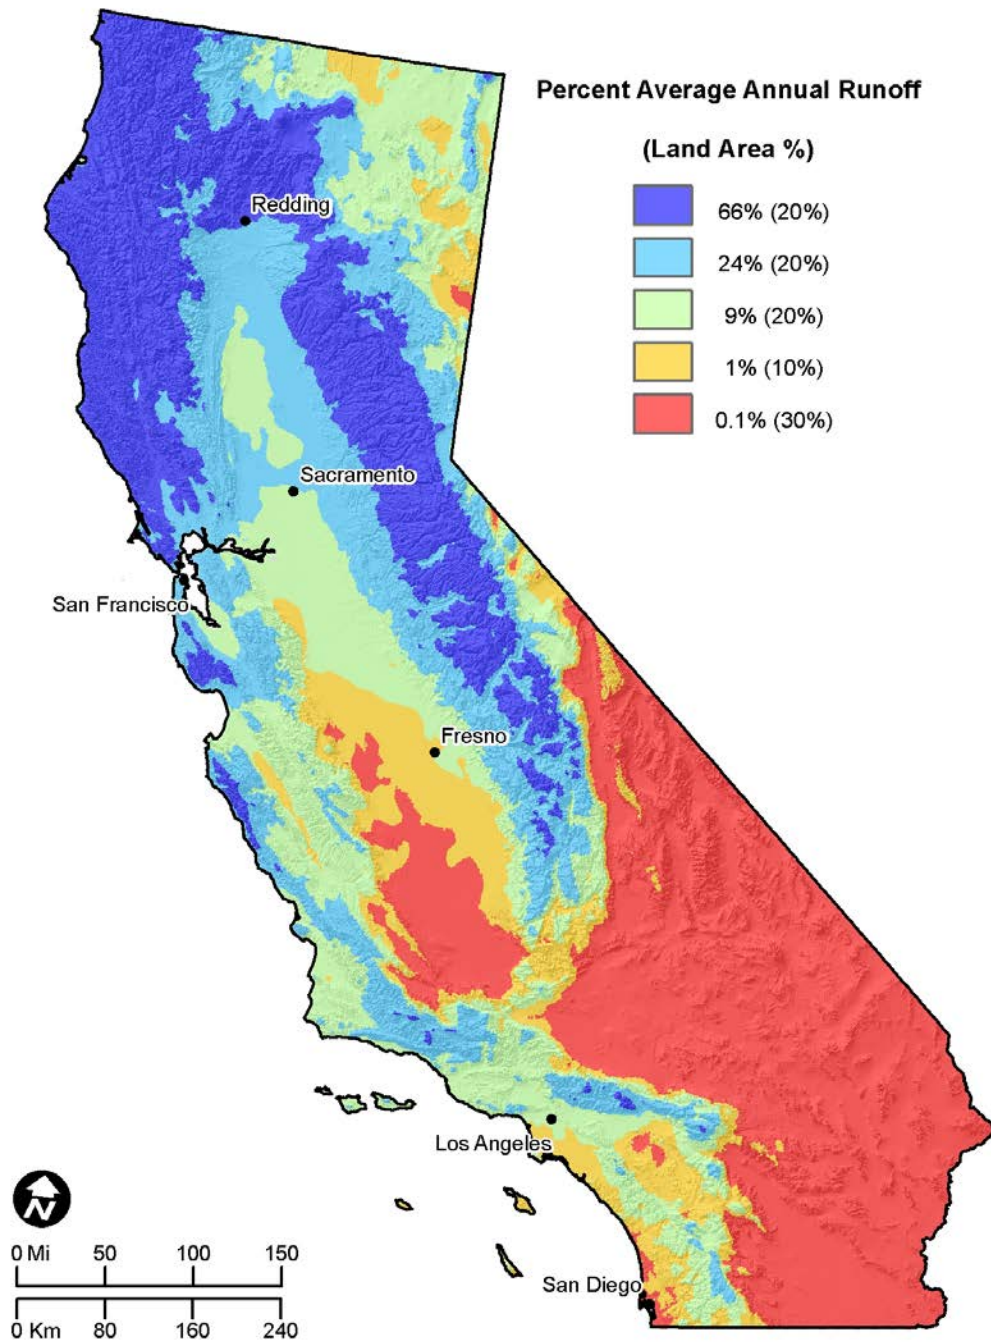 Percent Average Annual Runoff
(Land Area %)
66% (20%)
24% (20%)
9% (20%)
1% (10%)
0.1% (30%)
Redding
Sacramento
San Francisco
Fresno
Los Angeles
San Diego
N
0 Mi 50 100 150
0 Km 80 160 240